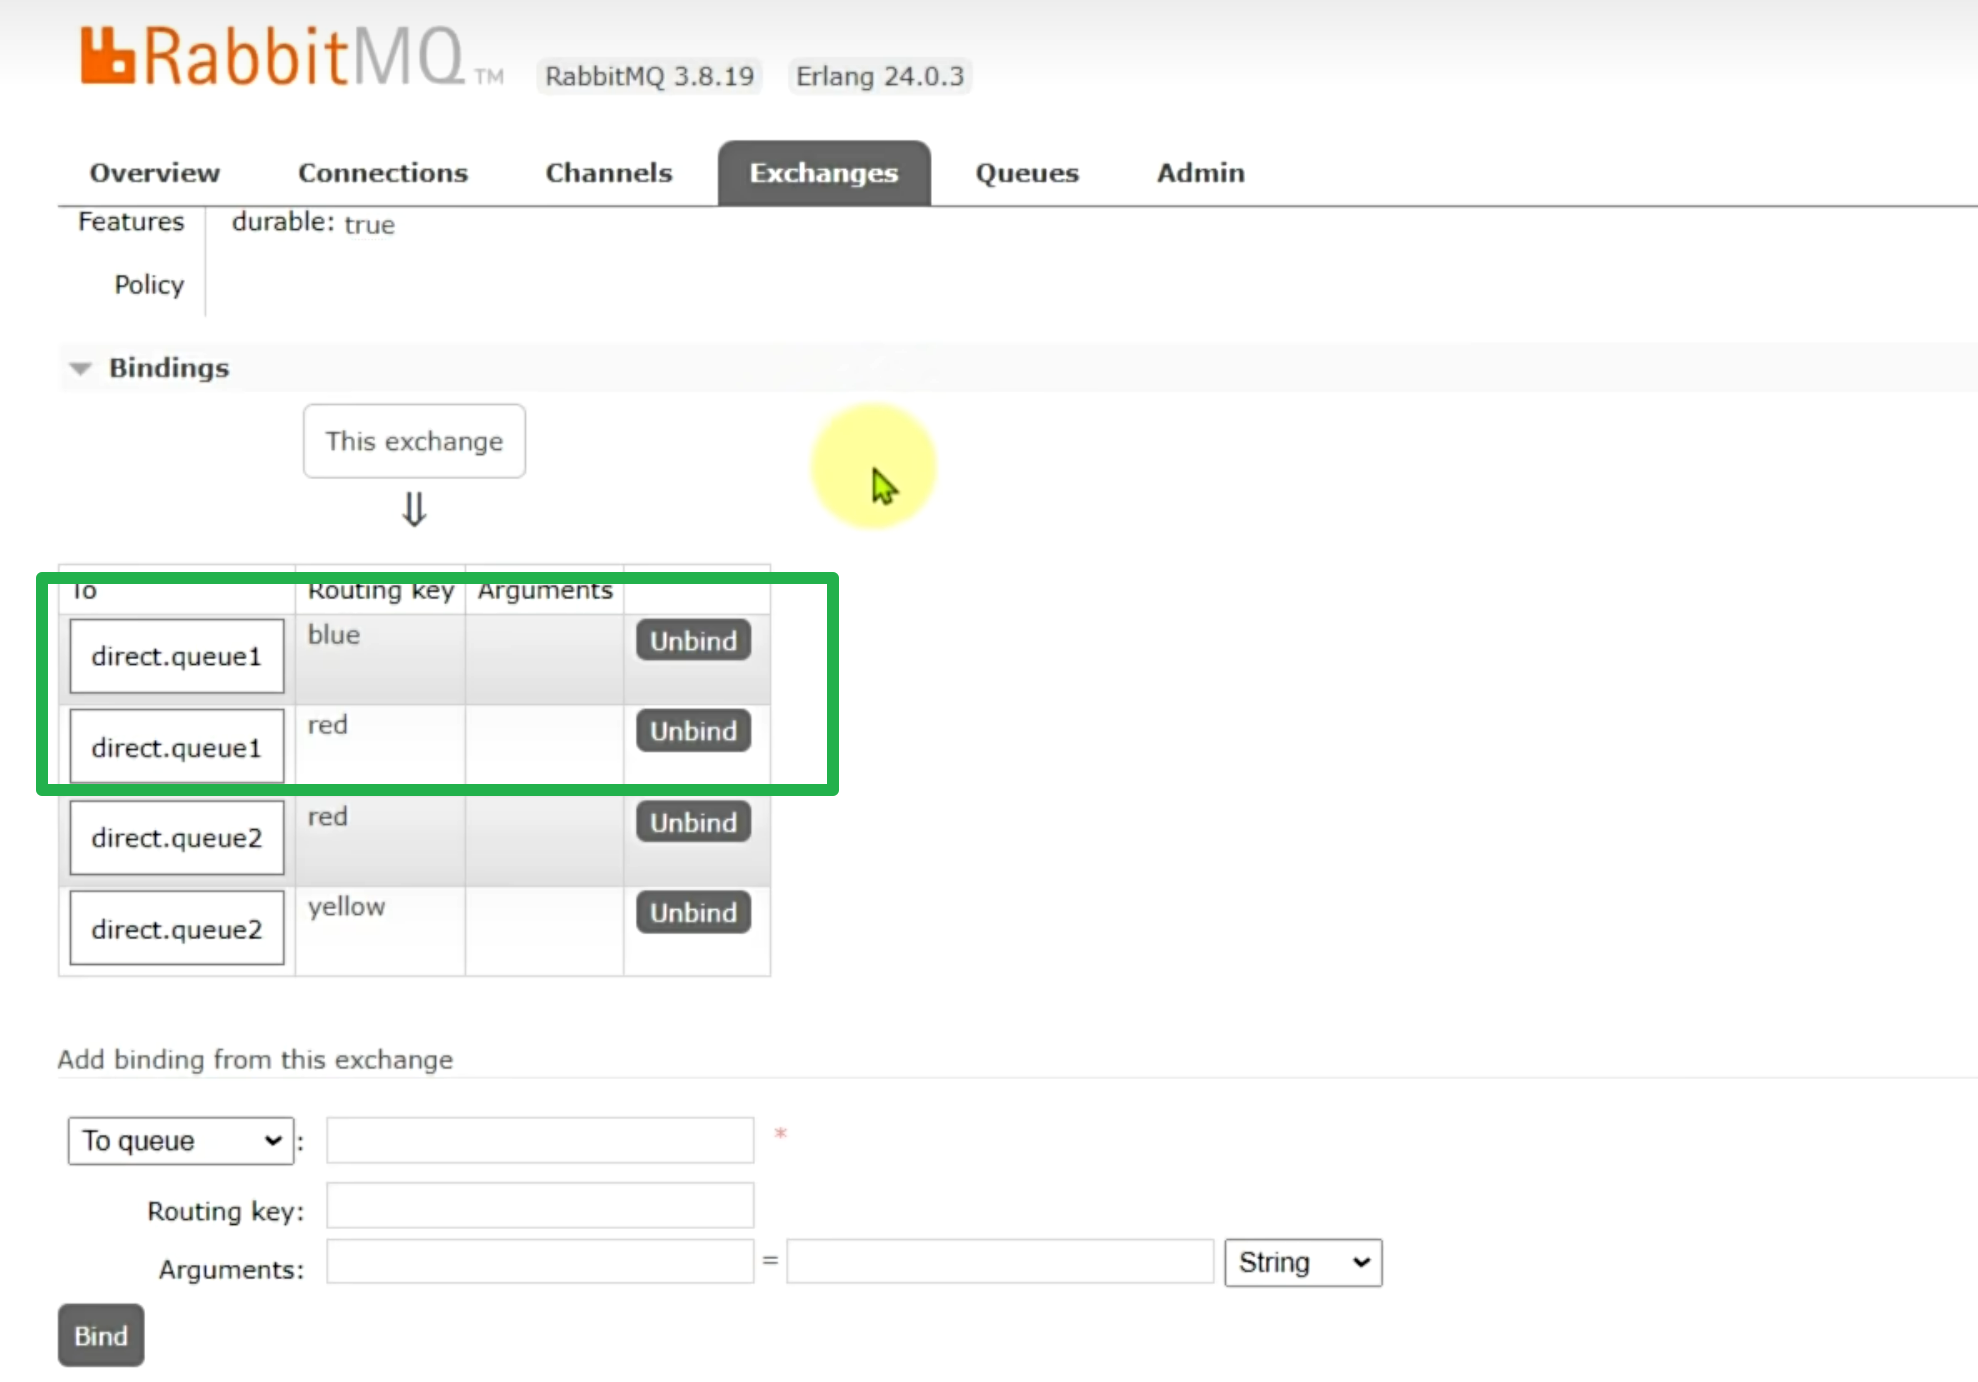 RabbitMQ TM RabbitMQ 3.8.19 Erlang 24.0.3
Overview Connections Channels Exchanges Queues Admin
Features durable: true
Policy
Bindings
This exchange
⇓
To Routing key Arguments
direct.queue1 blue Unbind
direct.queue1 red Unbind
direct.queue2 red Unbind
direct.queue2 yellow Unbind
Add binding from this exchange
To queue : *
Routing key:
Arguments: = String
Bind